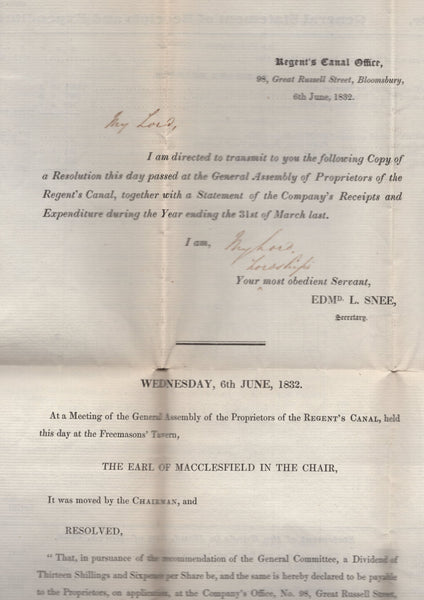 Regent's Canal Office,
98, Great Russell Street, Bloomsbury,
6th June, 1832.
My Lord,
I am directed to transmit to you the following Copy of
a Resolution this day passed at the General Assembly of Proprietors of the
Regent's Canal, together with a Statement of the Company's Receipts and
Expenditure during the Year ending the 31st of March last.
I am, My Lord,
Lordship's
Your ^ most obedient Servant,
EDMD. L. SNEE,
Secretary.
WEDNESDAY, 6th JUNE, 1832.
At a Meeting of the General Assembly of the Proprietors of the REGENT'S CANAL, held
this day at the Freemasons' Tavern,
THE EARL OF MACCLESFIELD IN THE CHAIR,
It was moved by the CHAIRMAN, and
RESOLVED,
"That, in pursuance of the recommendation of the General Committee, a Dividend of
Thirteen Shillings and Sixpence per Share be, and the same is hereby declared to be payable
to the Proprietors, on application, at the Company's Office, No. 98, Great Russell Street,